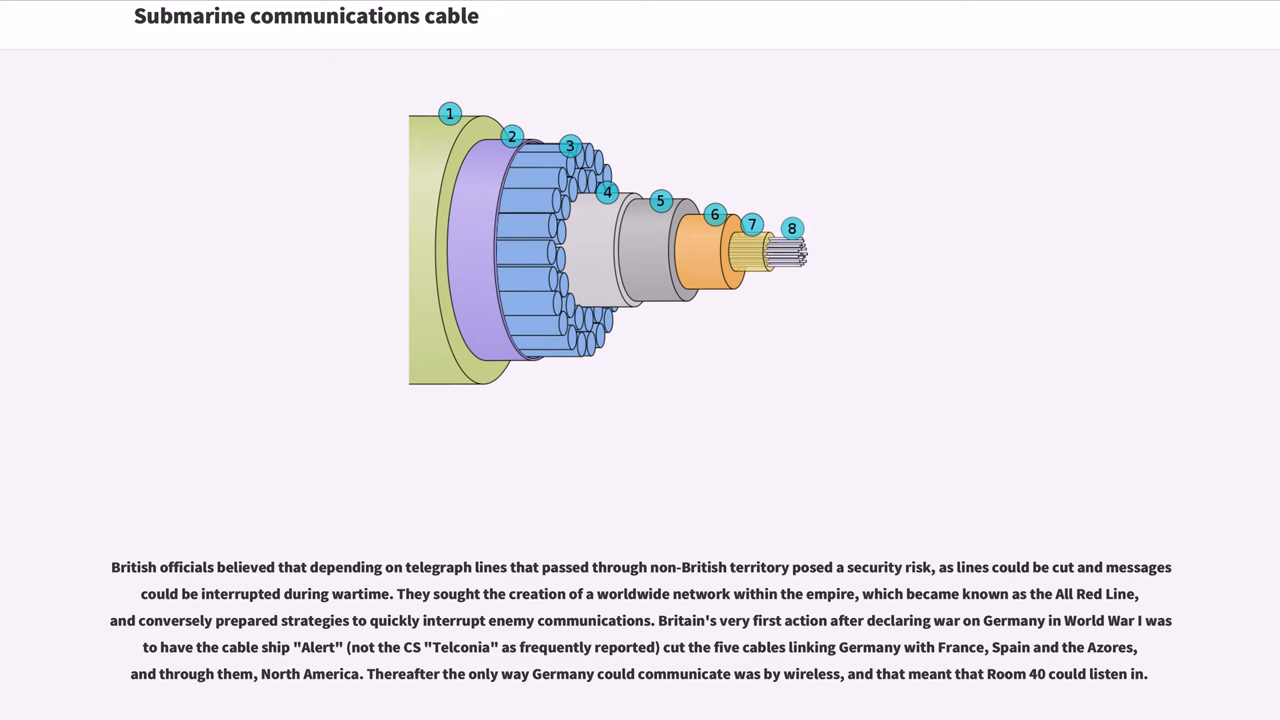 Submarine communications cable
1
2
3
4
5
6
7
8
British officials believed that depending on telegraph lines that passed through non-British territory posed a security risk, as lines could be cut and messages
could be interrupted during wartime. They sought the creation of a worldwide network within the empire, which became known as the All Red Line,
and conversely prepared strategies to quickly interrupt enemy communications. Britain's very first action after declaring war on Germany in World War I was
to have the cable ship "Alert" (not the CS "Telconia" as frequently reported) cut the five cables linking Germany with France, Spain and the Azores,
and through them, North America. Thereafter the only way Germany could communicate was by wireless, and that meant that Room 40 could listen in.